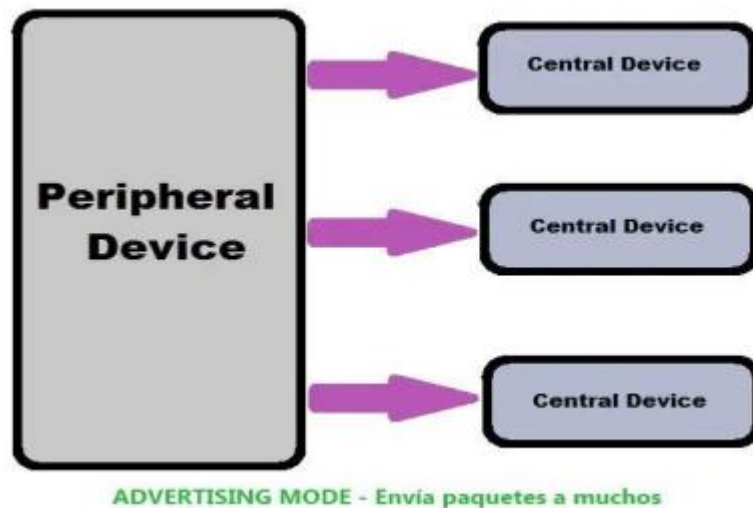 Peripheral
Device
Central Device
Central Device
Central Device
ADVERTISING MODE - Envía paquetes a muchos